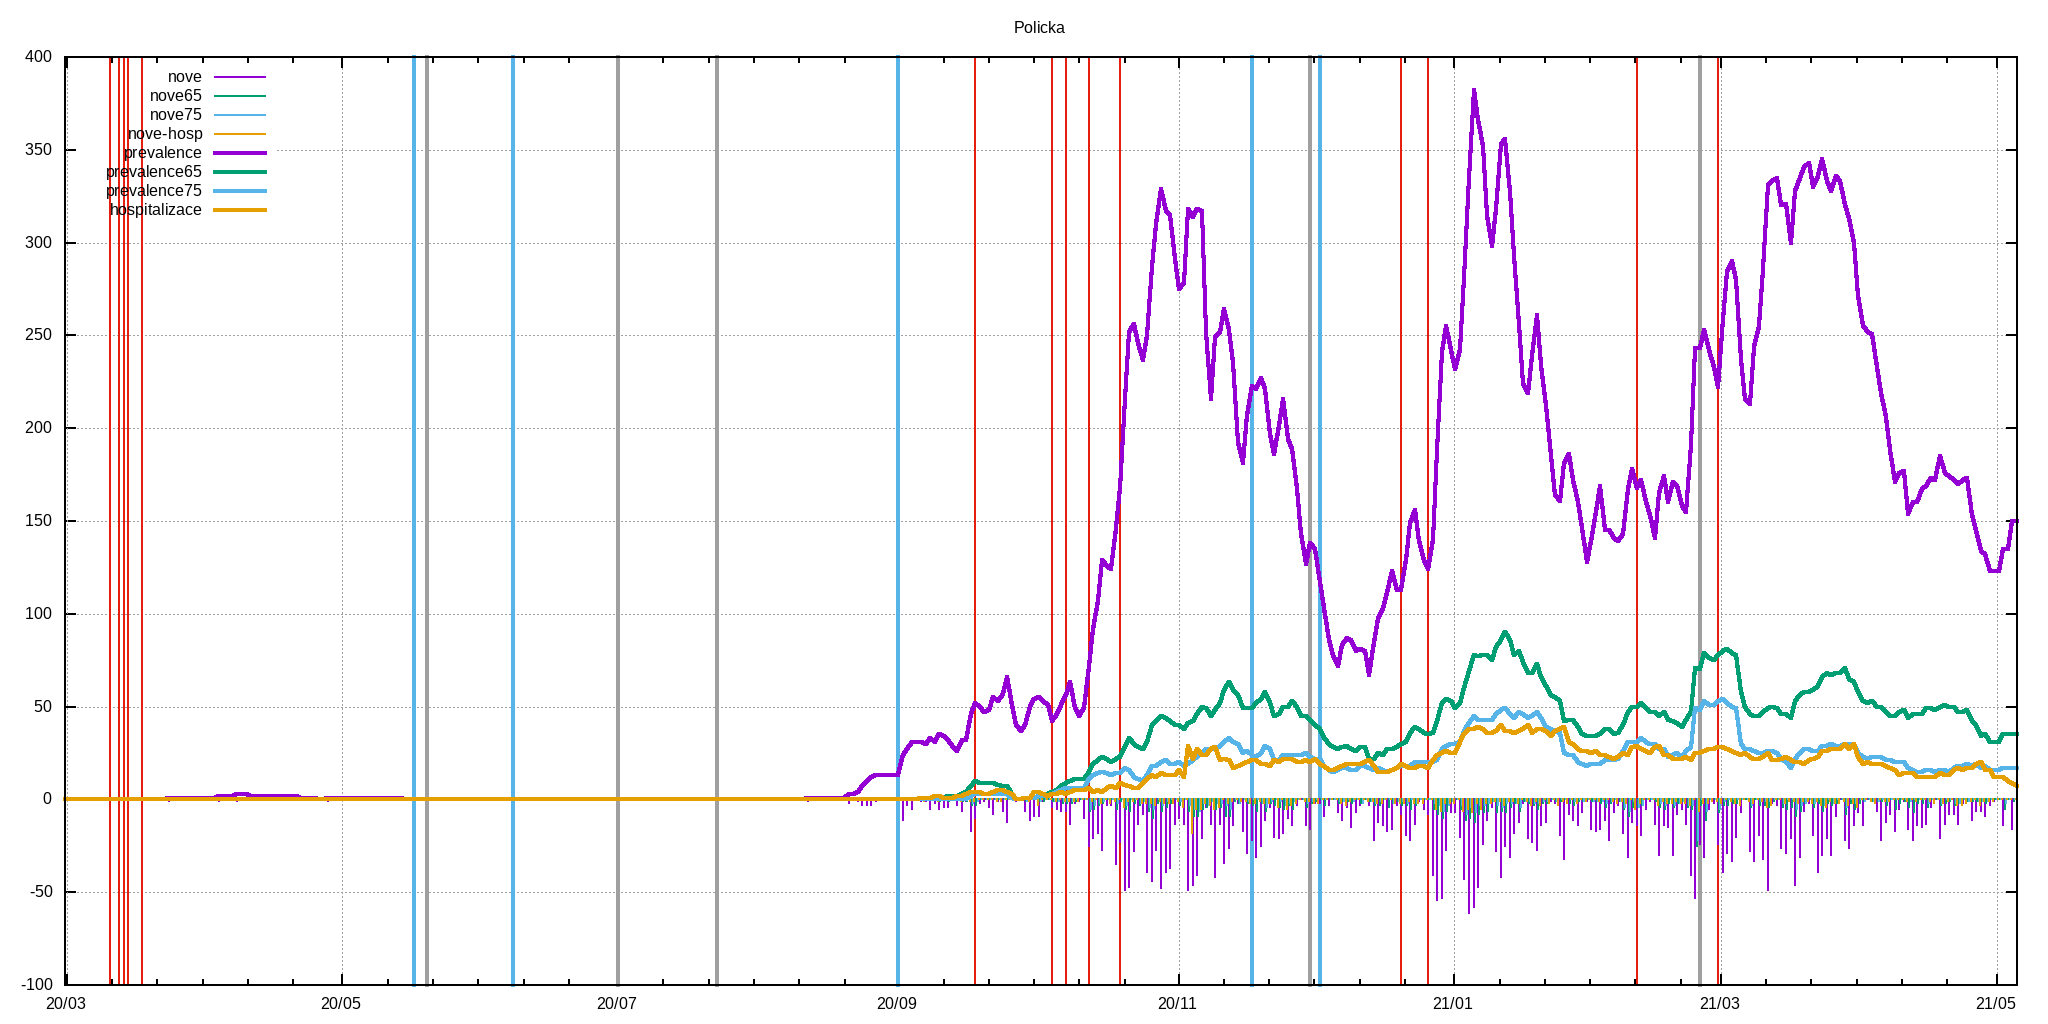 Policka
400
350
300
250
200
150
100
50
0
-50
-100
nove
nove65
nove75
nove-hosp
prevalence
prevalence65
prevalence75
hospitalizace
20/03 20/05 20/07 20/09 20/11 21/01 21/03 21/05